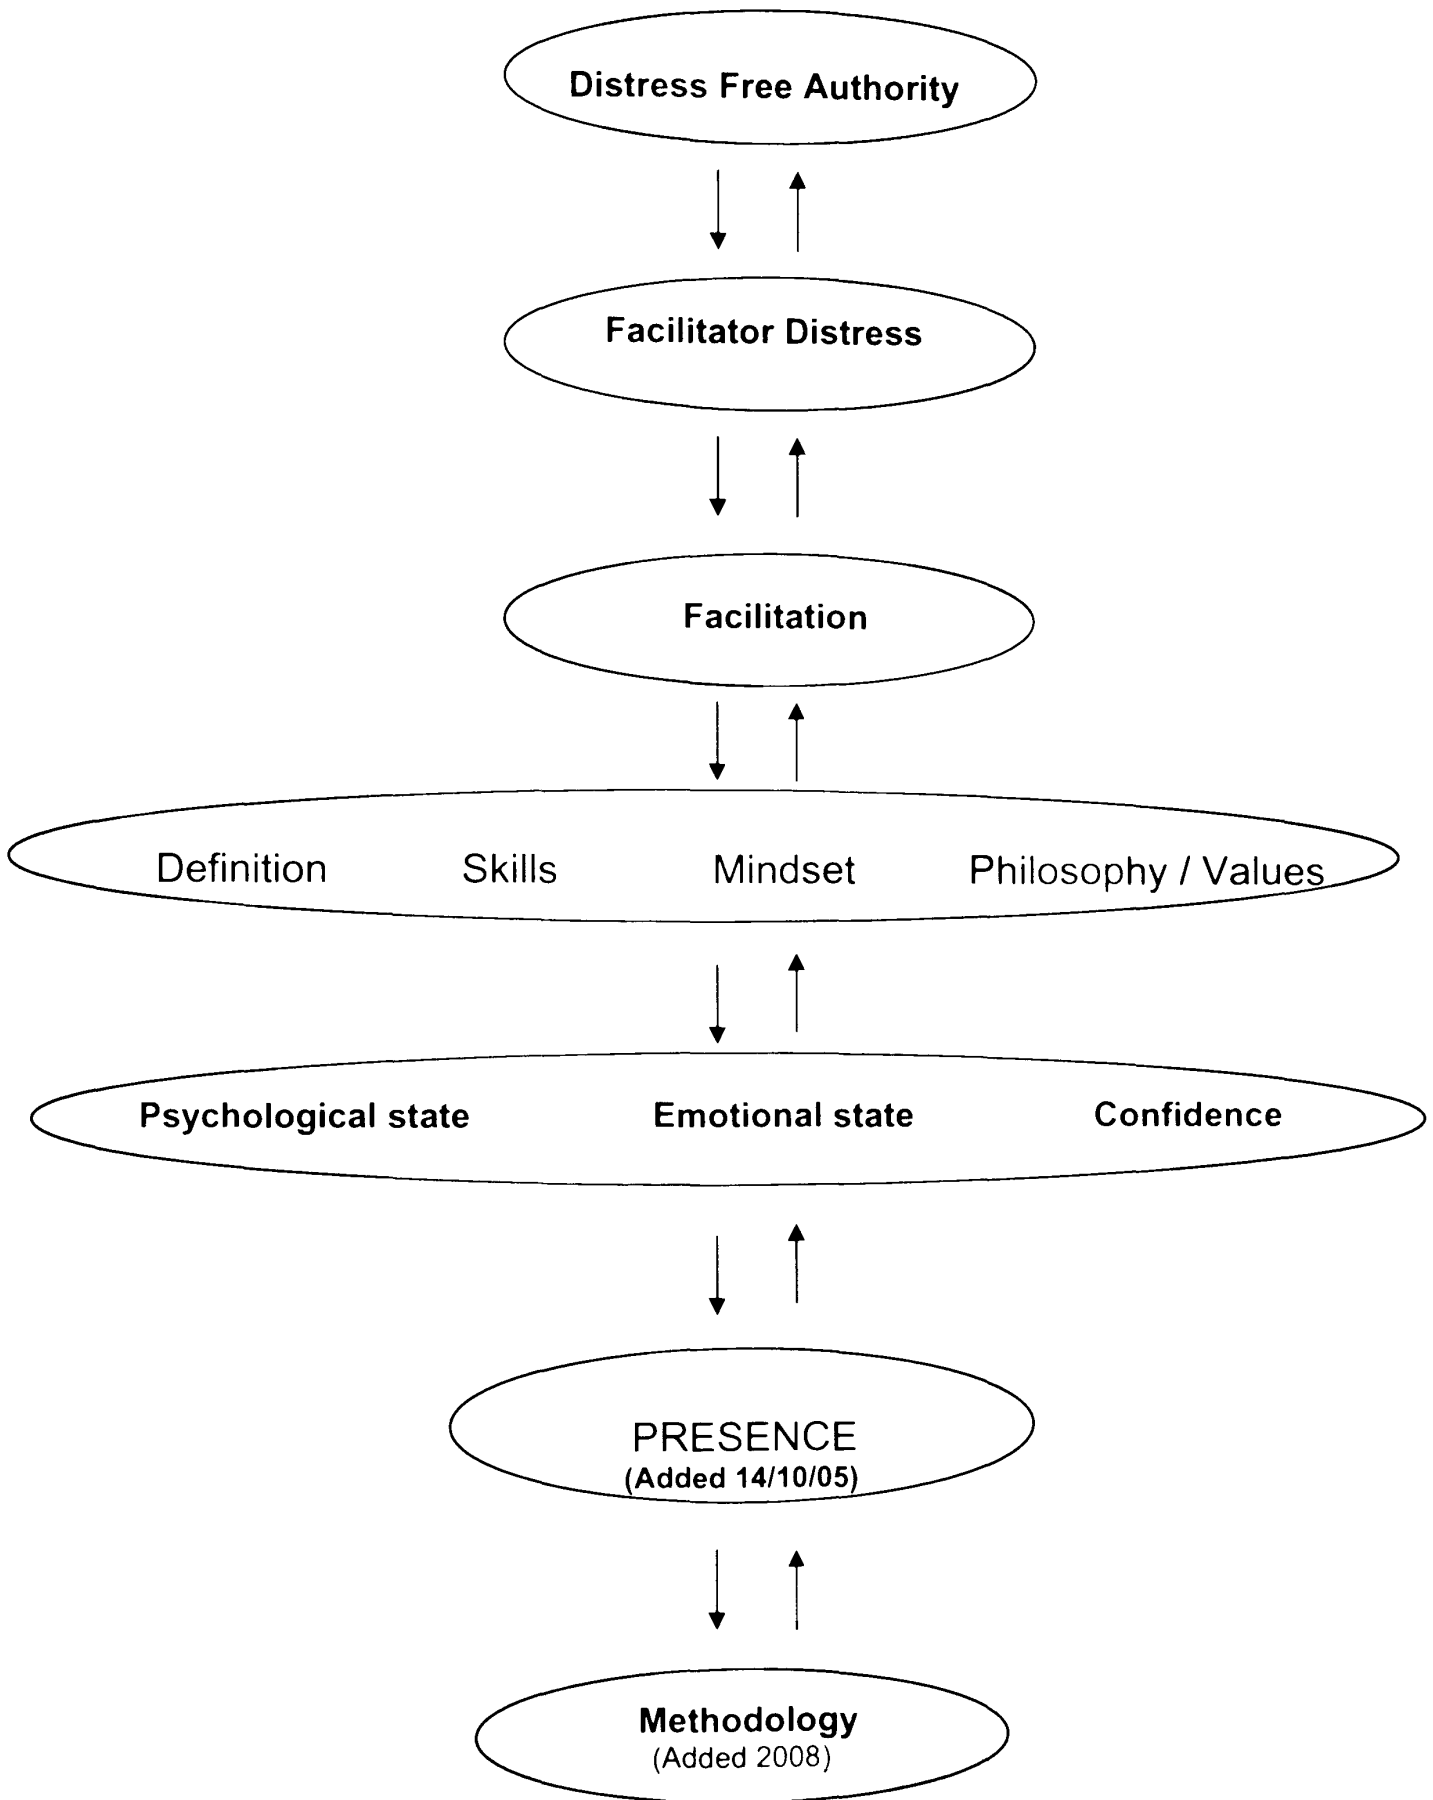 Distress Free Authority
Facilitator Distress
Facilitation
Definition Skills Mindset Philosophy / Values
Psychological state Emotional state Confidence
PRESENCE
(Added 14/10/05)
Methodology
(Added 2008)